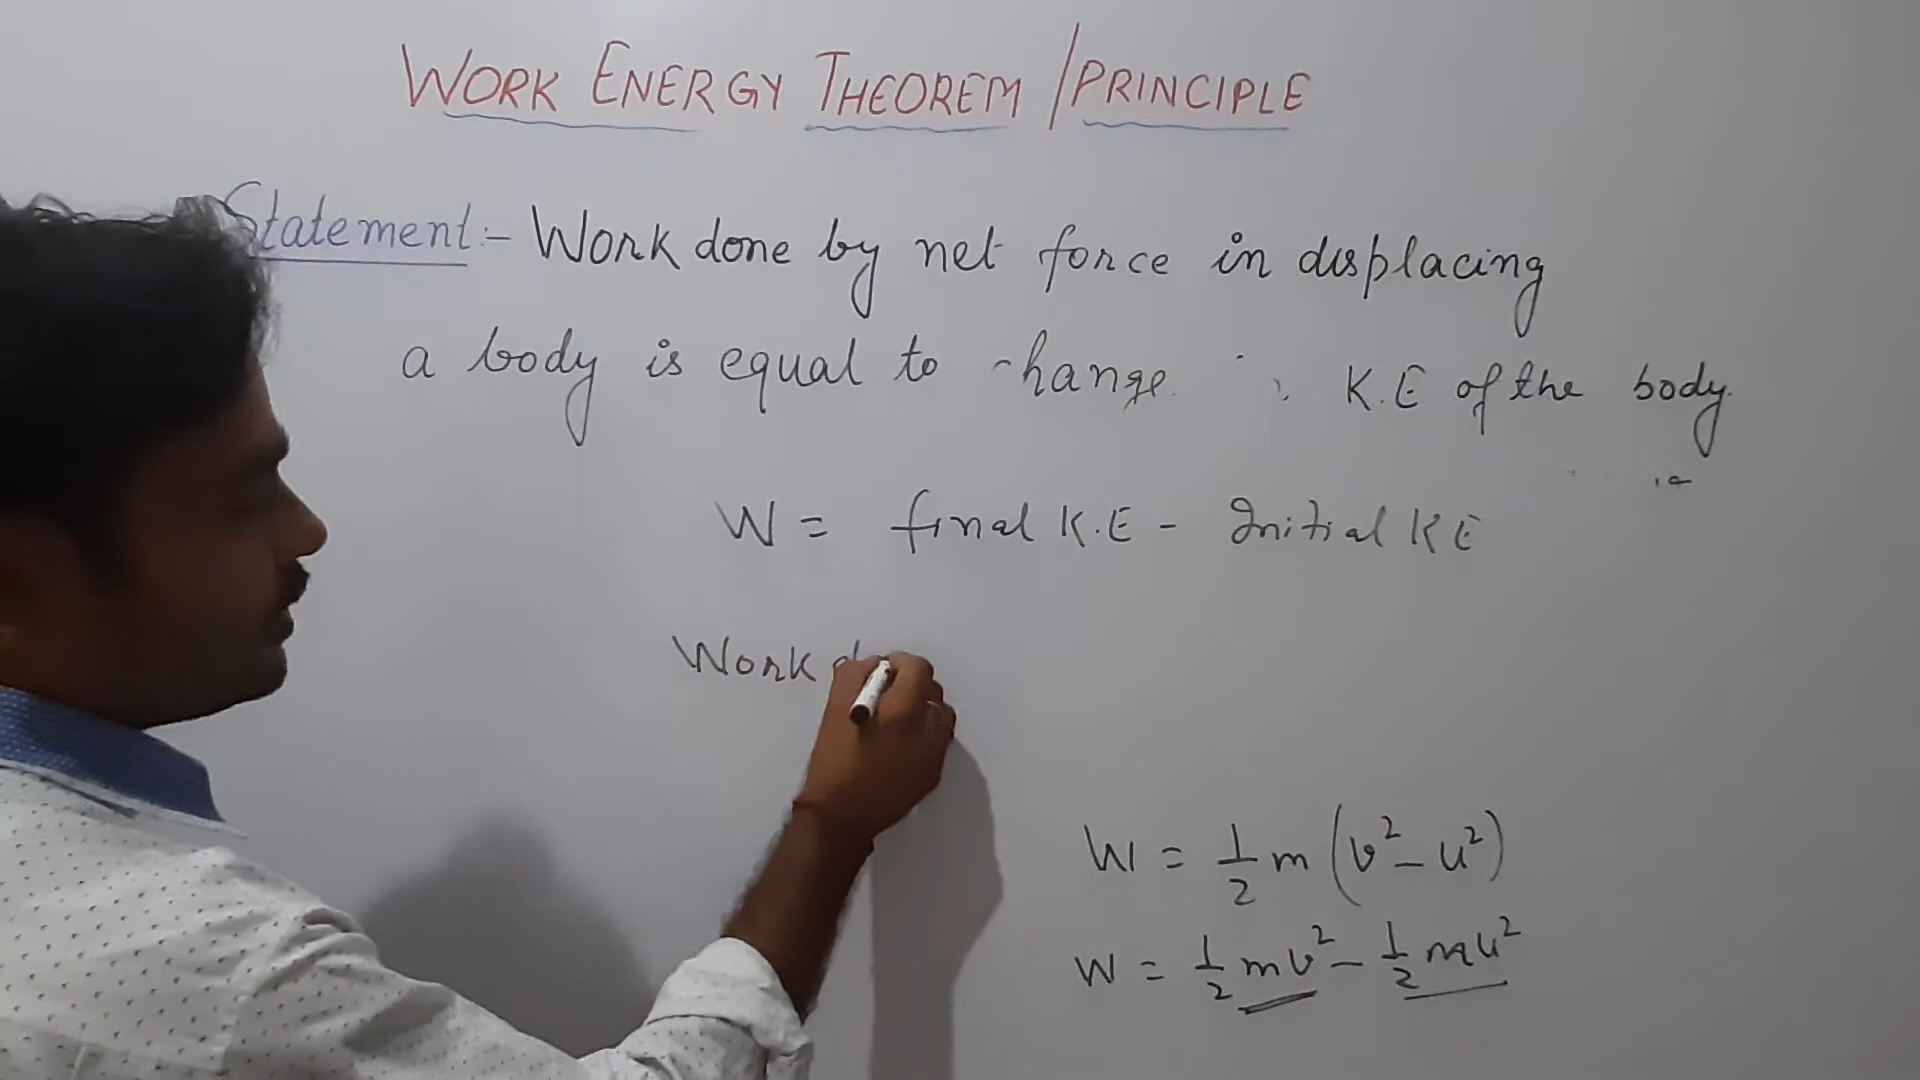 WORK ENERGY THEOREM / PRINCIPLE
Statement :- Work done by net force in displacing
a body is equal to change K.E of the body.
W = final K.E - Initial K E
Work
W = 1/2 m (v² - u²)
W = 1/2 mv² - 1/2 mu²